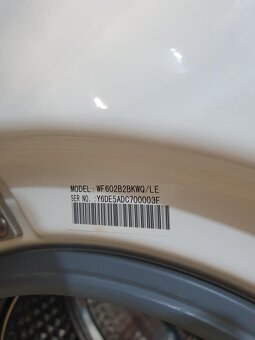 MODEL: WF602B2BKWQ/LE
SER NO. :Y6DE5ADC700003F